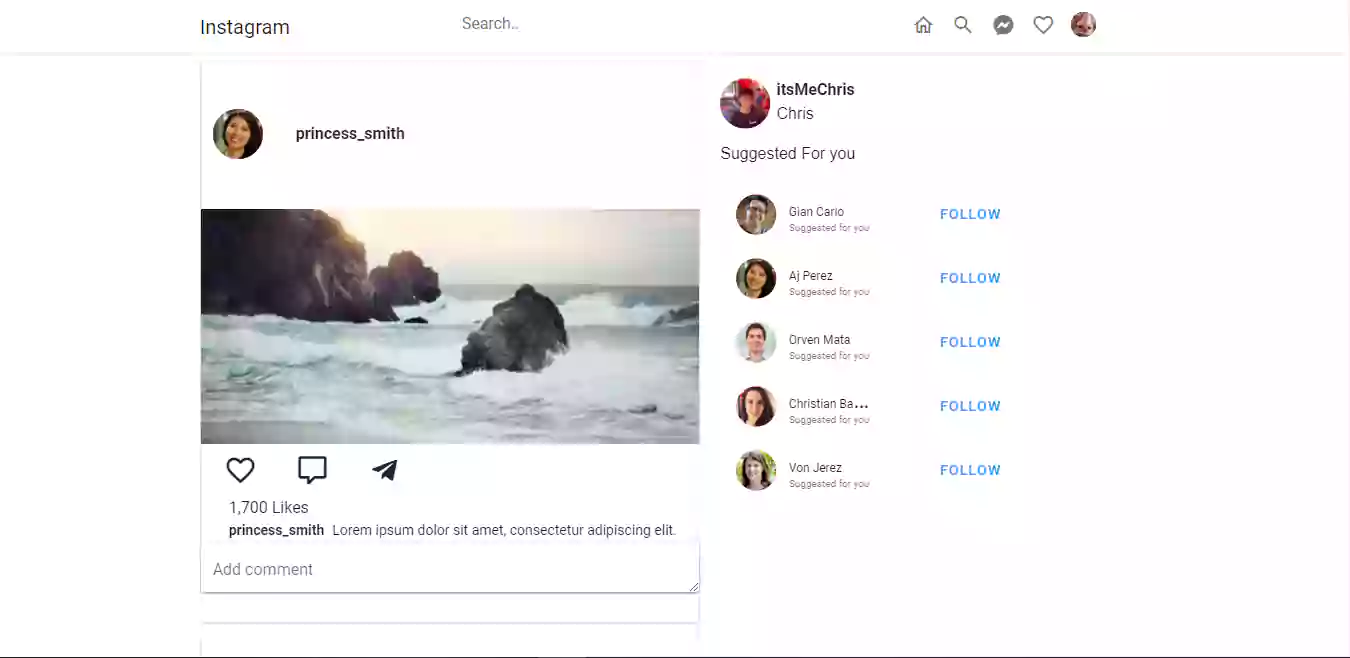 Instagram
Search..
princess_smith
1,700 Likes
princess_smith Lorem ipsum dolor sit amet, consectetur adipiscing elit.
Add comment
itsMeChris
Chris
Suggested For you
Gian Carlo
Suggested for you
FOLLOW
Aj Perez
Suggested for you
FOLLOW
Orven Mata
Suggested for you
FOLLOW
Christian Ba...
Suggested for you
FOLLOW
Von Jerez
Suggested for you
FOLLOW